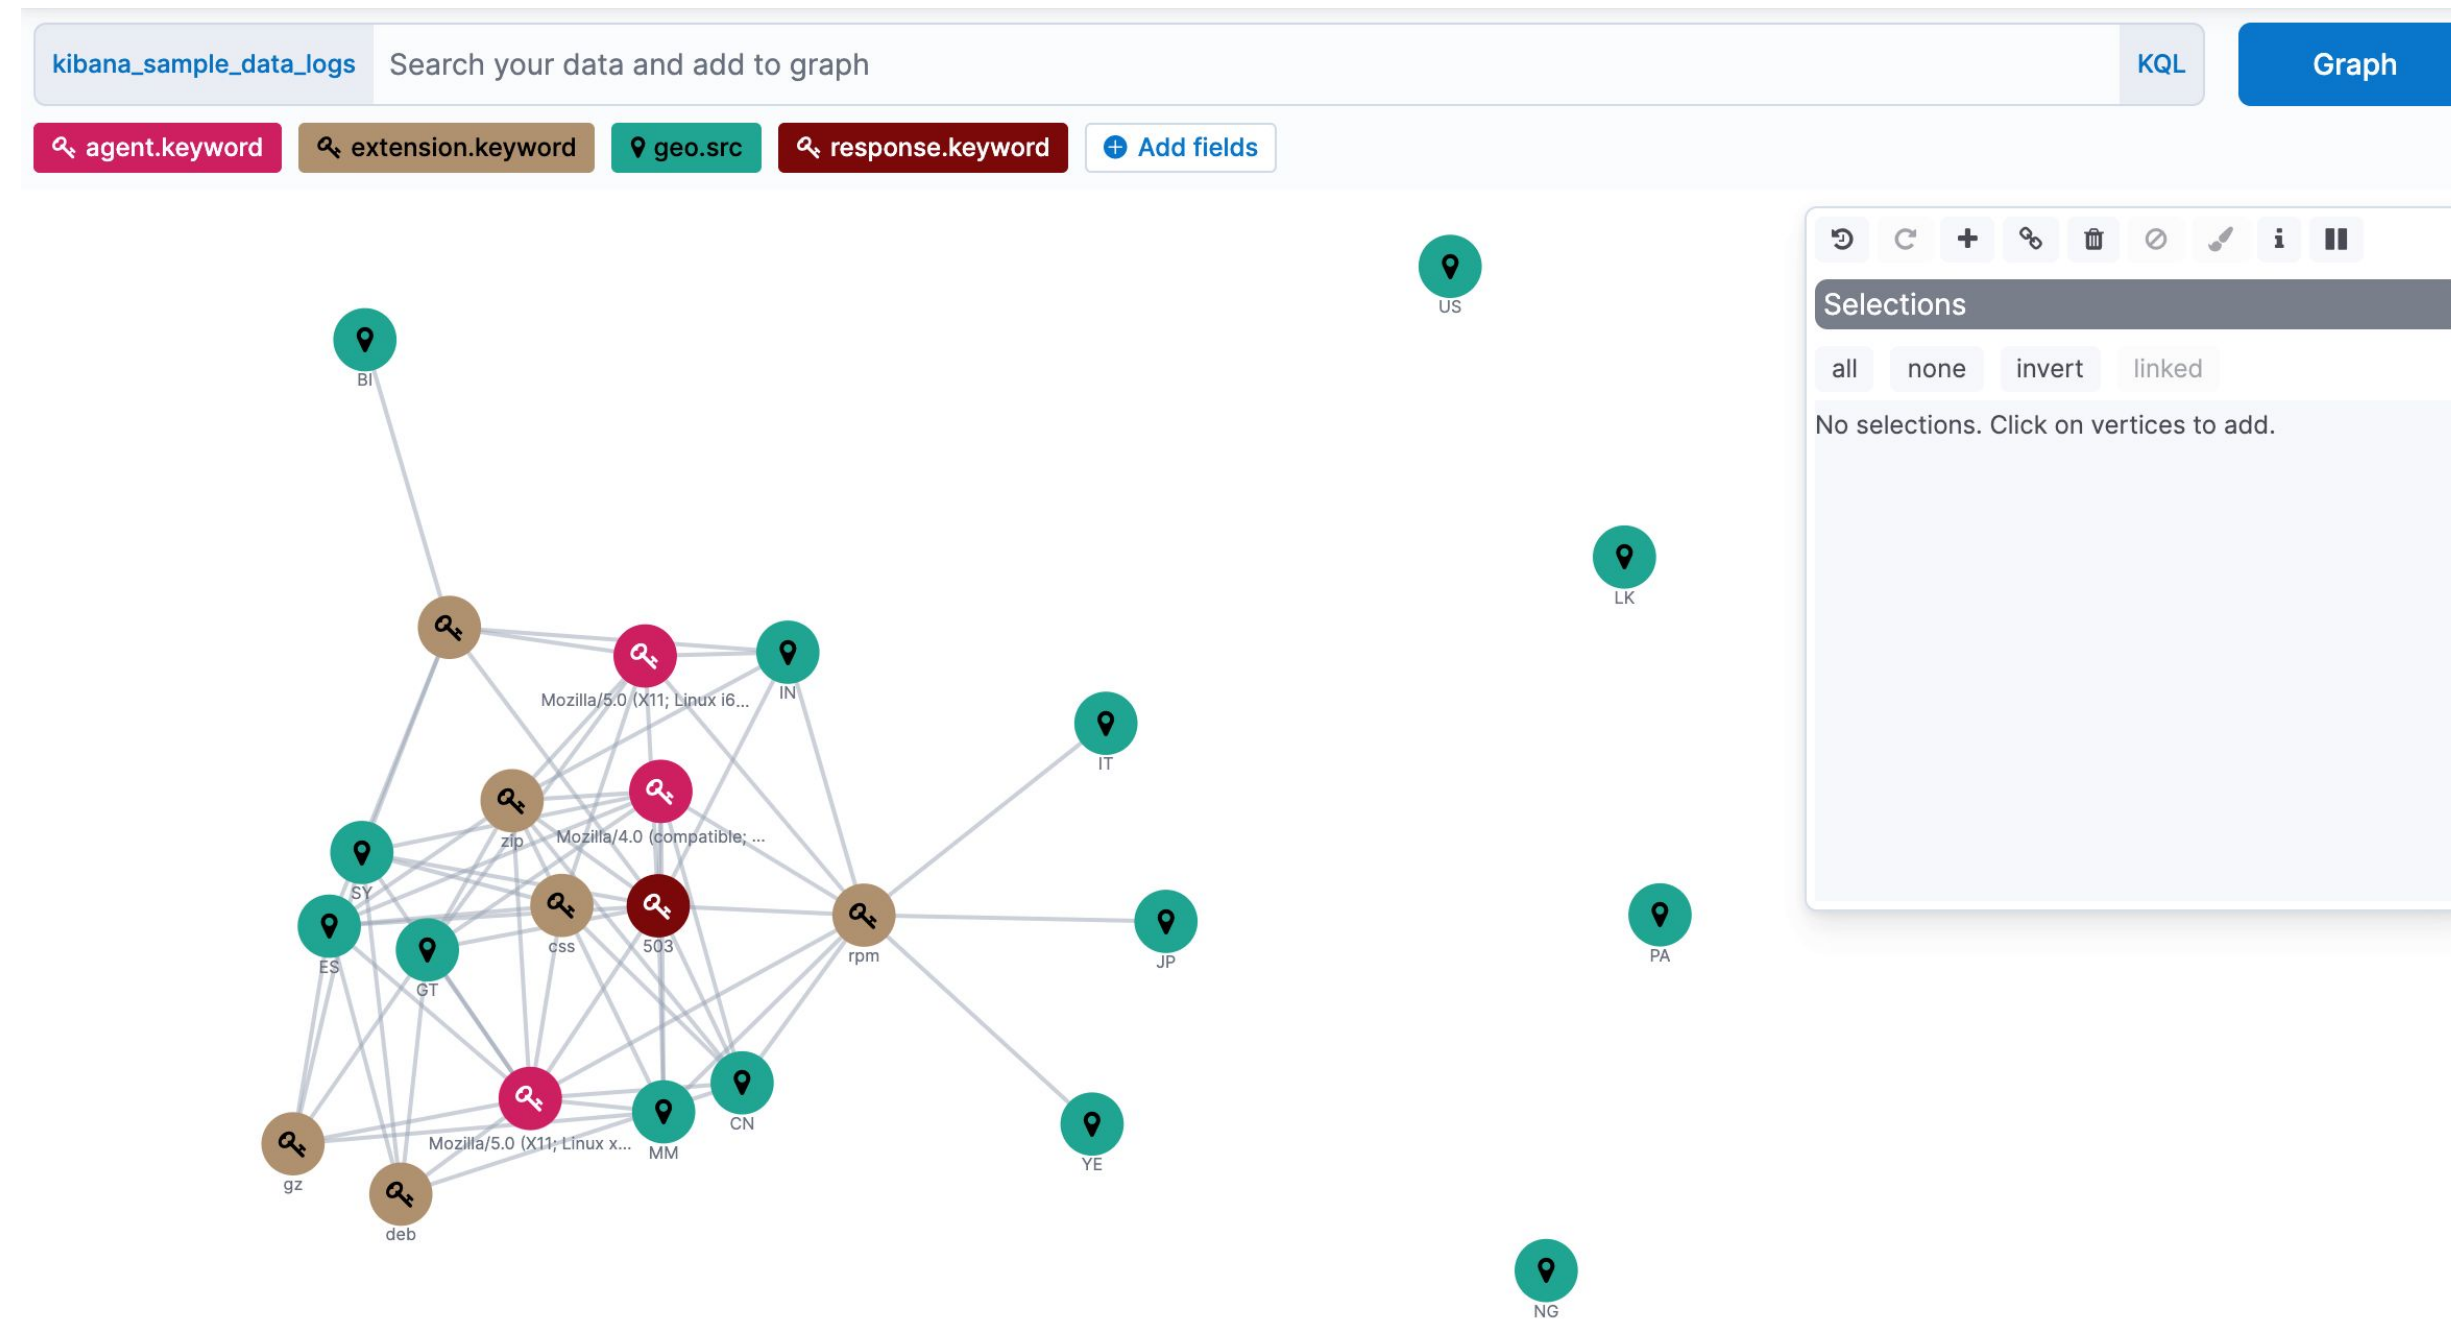 kibana_sample_data_logs Search your data and add to graph KQL Graph
agent.keyword extension.keyword geo.src response.keyword Add fields
Selections
all none invert linked
No selections. Click on vertices to add.
US
BI
LK
Mozilla/5.0 (X11; Linux i6...
IN
IT
zip
Mozilla/4.0 (compatible; ...
SY
css
503
rpm
ES
GT
JP
PA
Mozilla/5.0 (X11; Linux x...
MM
CN
YE
gz
deb
NG